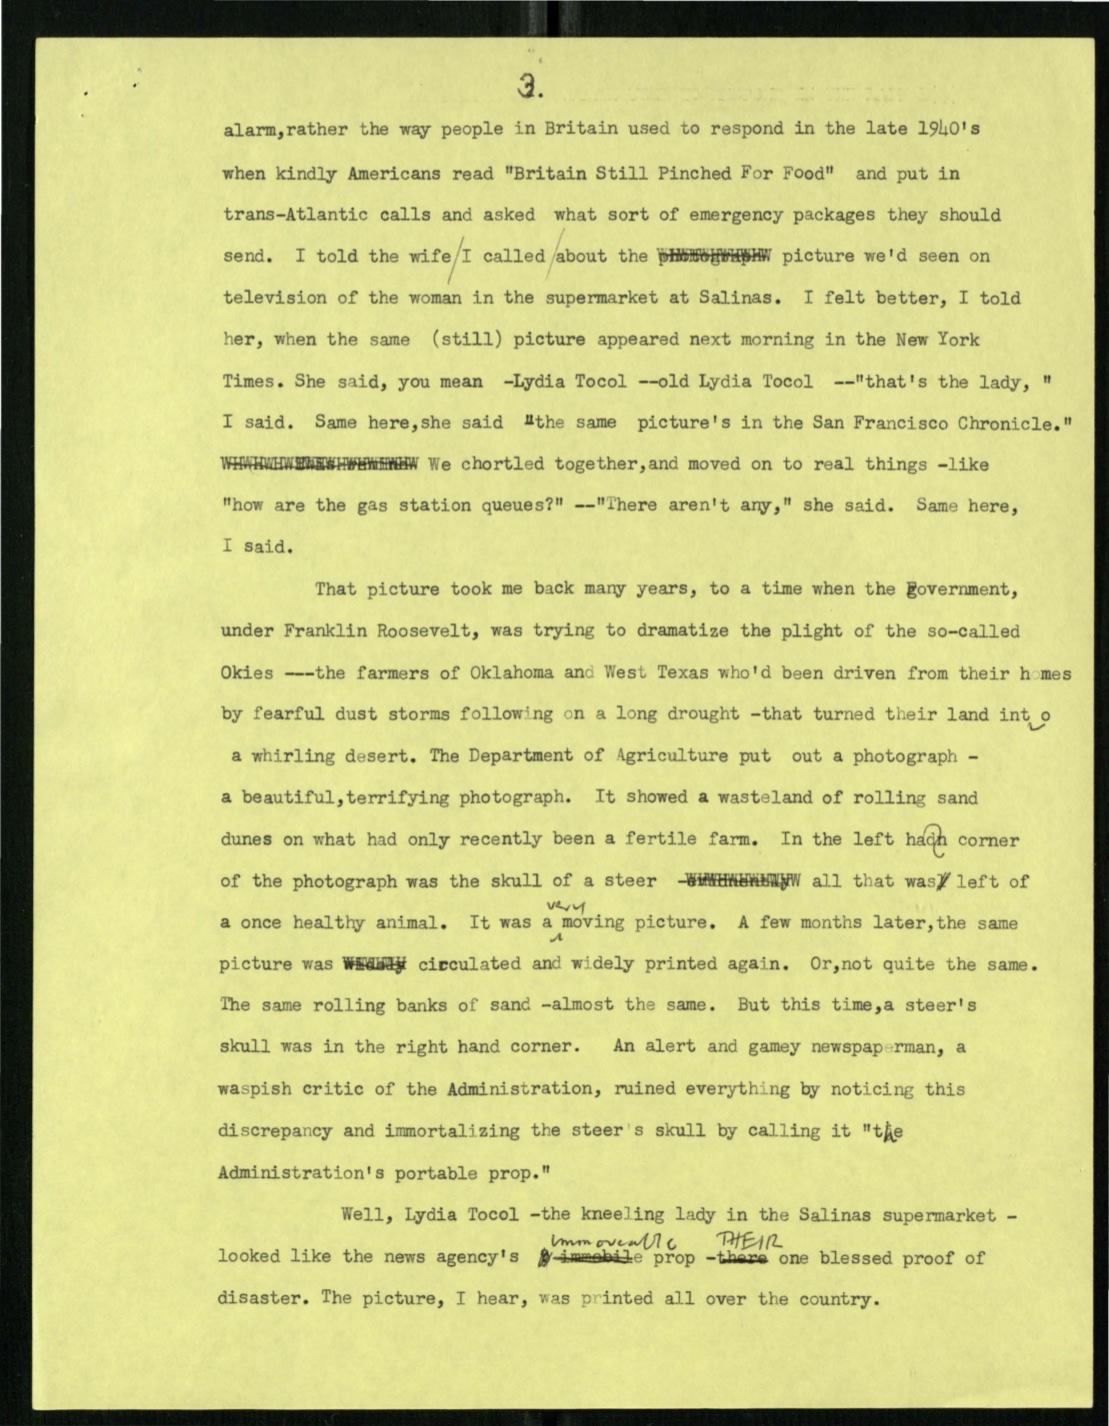 3.
alarm,rather the way people in Britain used to respond in the late 1940's
when kindly Americans read "Britain Still Pinched For Food" and put in
trans-Atlantic calls and asked what sort of emergency packages they should
send. I told the wife/I called/about the picture we'd seen on
television of the woman in the supermarket at Salinas. I felt better, I told
her, when the same (still) picture appeared next morning in the New York
Times. She said, you mean -Lydia Tocol --old Lydia Tocol --"that's the lady, "
I said. Same here,she said "the same picture's in the San Francisco Chronicle."
We chortled together,and moved on to real things -like
"how are the gas station queues?" --"There aren't any," she said. Same here,
I said.
That picture took me back many years, to a time when the government,
under Franklin Roosevelt, was trying to dramatize the plight of the so-called
Okies ---the farmers of Oklahoma and West Texas who'd been driven from their homes
by fearful dust storms following on a long drought -that turned their land int o
a whirling desert. The Department of Agriculture put out a photograph -
a beautiful,terrifying photograph. It showed a wasteland of rolling sand
dunes on what had only recently been a fertile farm. In the left hadn corner
of the photograph was the skull of a steer - all that was left of
very
a once healthy animal. It was a moving picture. A few months later,the same
picture was widely circulated and widely printed again. Or,not quite the same.
The same rolling banks of sand -almost the same. But this time,a steer's
skull was in the right hand corner. An alert and gamey newspaperman, a
waspish critic of the Administration, ruined everything by noticing this
discrepancy and immortalizing the steer's skull by calling it "the
Administration's portable prop."
Well, Lydia Tocol -the kneeling lady in the Salinas supermarket -
immoveable THEIR
looked like the news agency's immobile prop -there one blessed proof of
disaster. The picture, I hear, was printed all over the country.